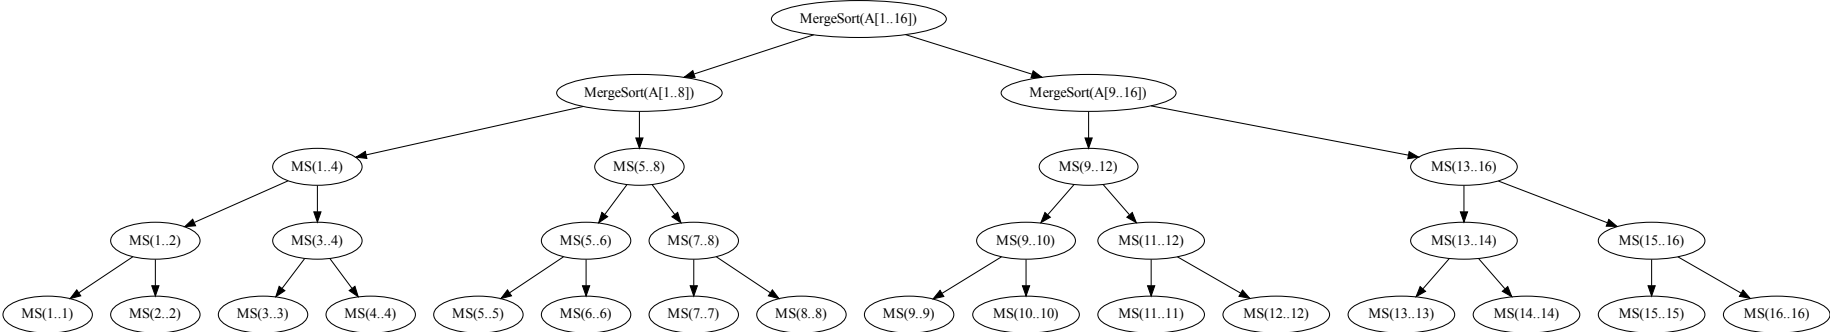 MergeSort(A[1..16])
MergeSort(A[1..8])
MergeSort(A[9..16])
MS(1..4)
MS(5..8)
MS(9..12)
MS(13..16)
MS(1..2)
MS(3..4)
MS(5..6)
MS(7..8)
MS(9..10)
MS(11..12)
MS(13..14)
MS(15..16)
MS(1..1)
MS(2..2)
MS(3..3)
MS(4..4)
MS(5..5)
MS(6..6)
MS(7..7)
MS(8..8)
MS(9..9)
MS(10..10)
MS(11..11)
MS(12..12)
MS(13..13)
MS(14..14)
MS(15..15)
MS(16..16)